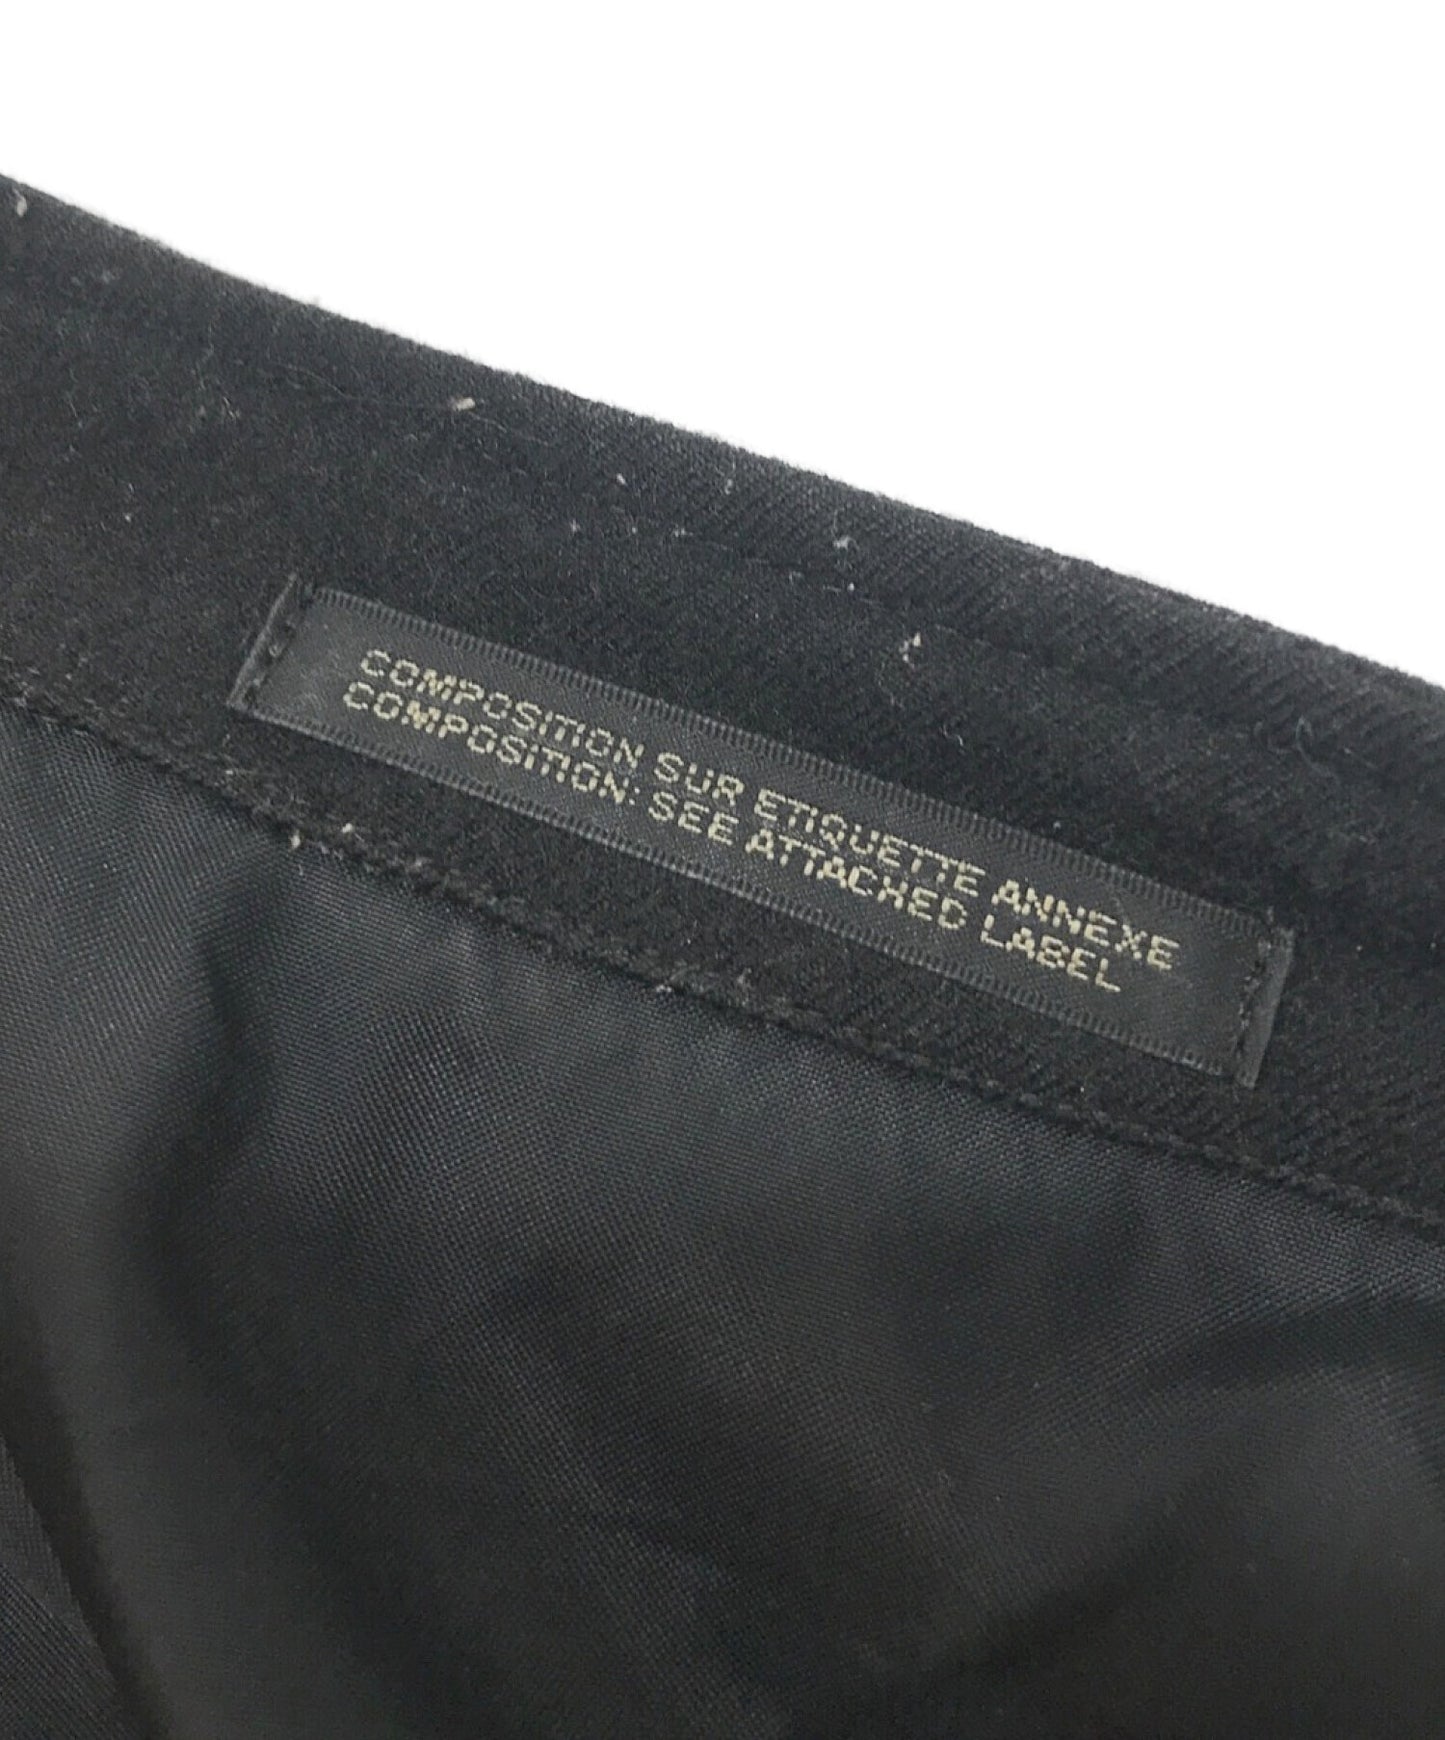 COMPOSITION SUR ETIQUETTE ANNEXE
COMPOSITION: SEE ATTACHED LABEL